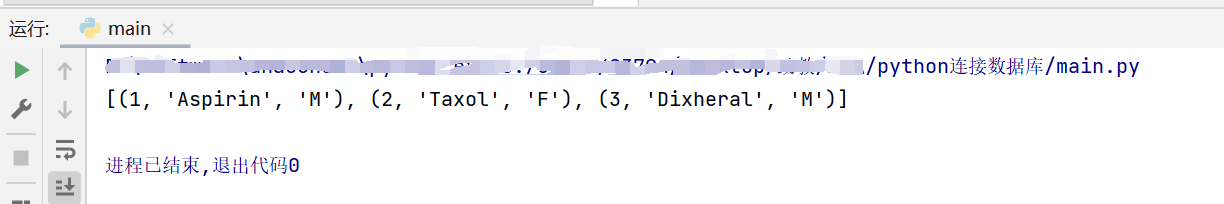 运行: main
/python连接数据库/main.py
[(1, 'Aspirin', 'M'), (2, 'Taxol', 'F'), (3, 'Dixheral', 'M')]
进程已结束,退出代码0